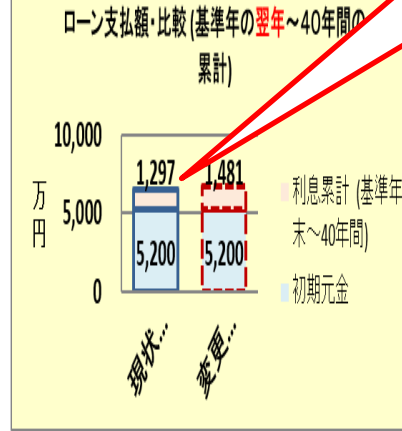 ローン支払額･比較 (基準年の翌年～40年間の
累計)
10,000
5,000
0
万
円
1,297
1,481
5,200
5,200
利息累計 (基準年
末～40年間)
初期元金
現状…
変更…